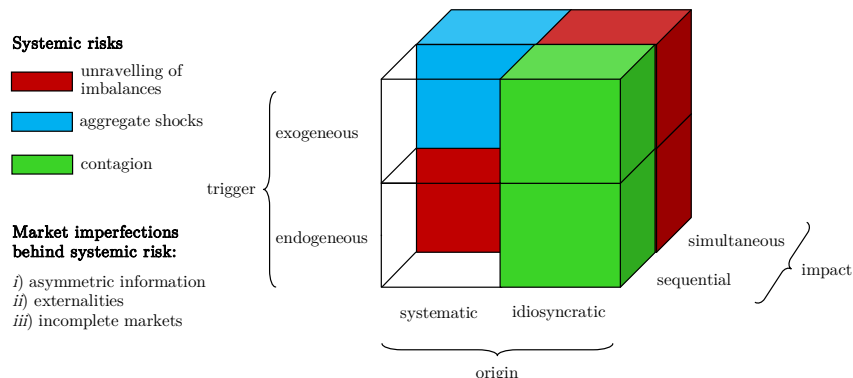 Systemic risks
unravelling of
imbalances
aggregate shocks
contagion
Market imperfections
behind systemic risk:
i) asymmetric information
ii) externalities
iii) incomplete markets
trigger
exogeneous
endogeneous
systematic
idiosyncratic
origin
simultaneous
sequential
impact